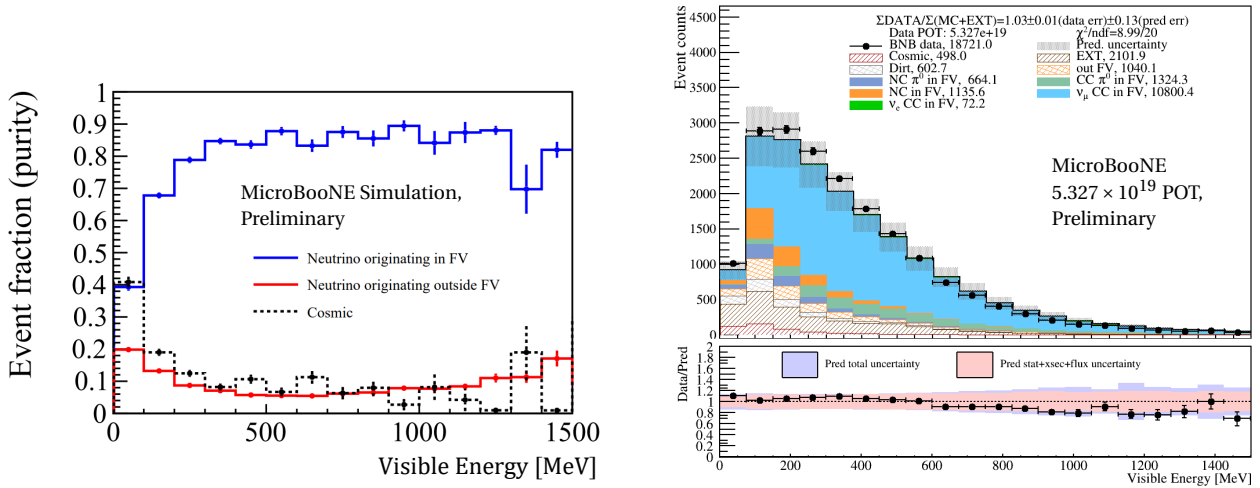 Event fraction (purity)
1
0.9
0.8
0.7
0.6
0.5
0.4
0.3
0.2
0.1
0
MicroBooNE Simulation,
Preliminary
Neutrino originating in FV
Neutrino originating outside FV
Cosmic
0 500 1000 1500
Visible Energy [MeV]
Event counts
4500
4000
3500
3000
2500
2000
1500
1000
500
0
ΣDATA/Σ(MC+EXT)=1.03±0.01(data err)±0.13(pred err)
Data POT: 5.327e+19 χ²/ndf=8.99/20
BNB data, 18721.0 Pred. uncertainty
Cosmic, 498.0 EXT, 2101.9
Dirt, 602.7 out FV, 1040.1
NC π⁰ in FV, 664.1 CC π⁰ in FV, 1324.3
NC in FV, 1135.6 νμ CC in FV, 10800.4
νe CC in FV, 72.2
MicroBooNE
5.327 × 10¹⁹ POT,
Preliminary
Data/Pred
2
1.8
1.6
1.4
1.2
1
0.8
0.6
0.4
0.2
0
Pred total uncertainty Pred stat+xsec+flux uncertainty
0 200 400 600 800 1000 1200 1400
Visible Energy [MeV]